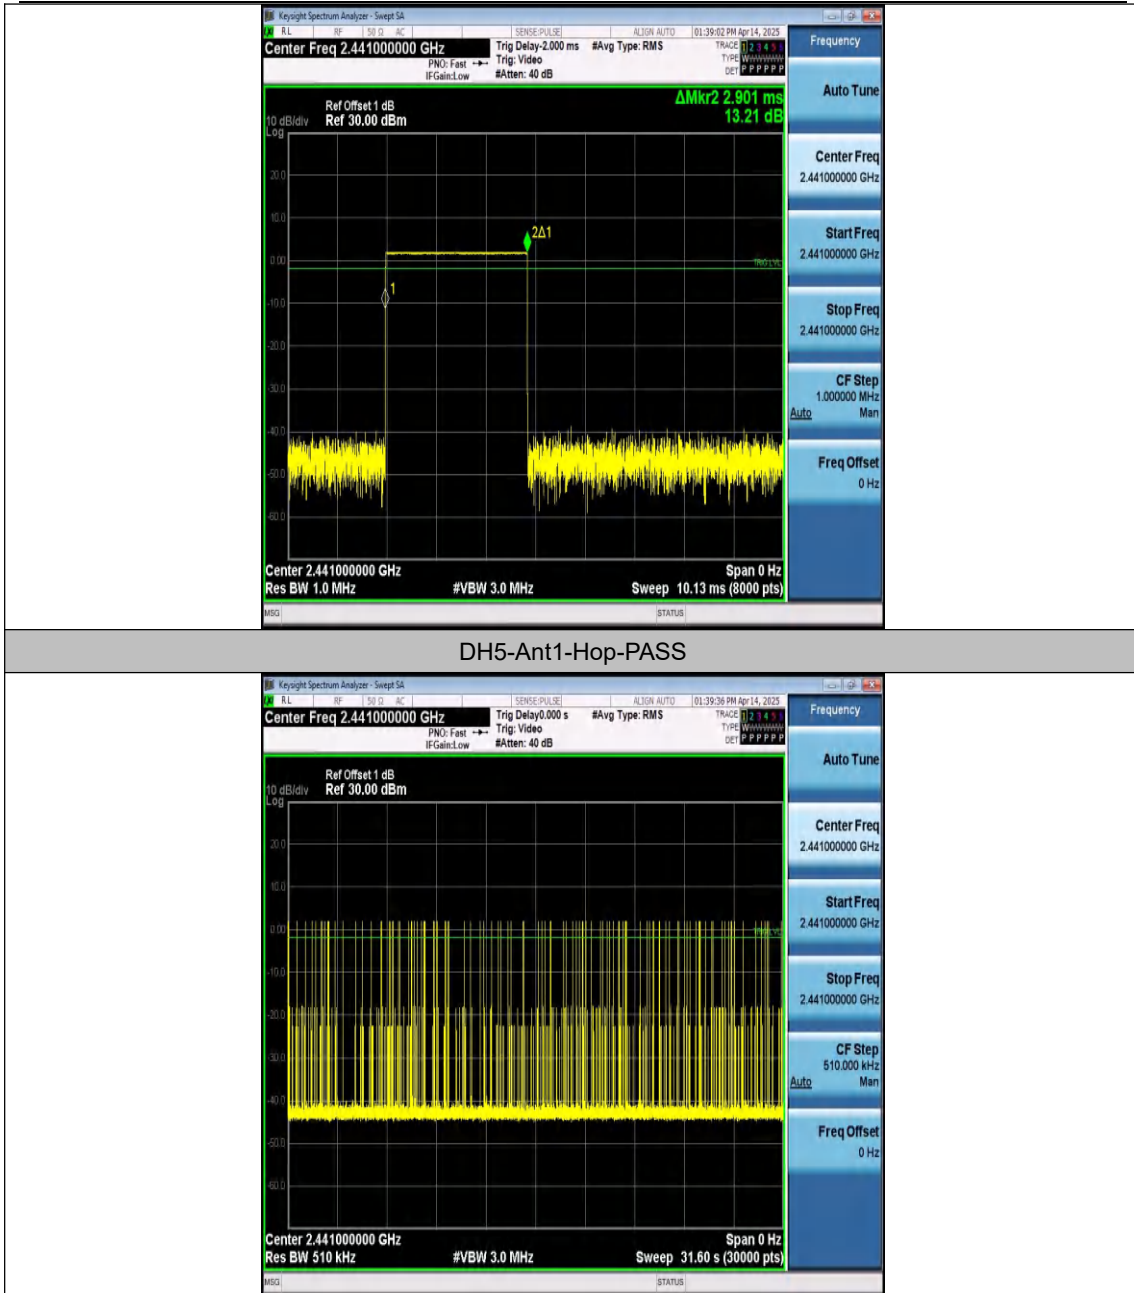 Keysight Spectrum Analyzer - Swept SA
RL RF 50 Ω AC SENSE:PULSE ALIGN AUTO 01:39:02 PM Apr 14, 2025
Center Freq 2.441000000 GHz Trig Delay-2.000 ms #Avg Type: RMS TRACE 1 2 3 4 5 6
PNO: Fast Trig: Video TYPE WWWWWW
IFGain:Low #Atten: 40 dB DET P P P P P P
Frequency
Auto Tune
ΔMkr2 2.901 ms
13.21 dB
Ref Offset 1 dB
10 dB/div Ref 30.00 dBm
Log
20.0
10.0
0.00
-10.0
-20.0
-30.0
-40.0
-50.0
-60.0
2Δ1
TRIG LVL
1
Center Freq
2.441000000 GHz
Start Freq
2.441000000 GHz
Stop Freq
2.441000000 GHz
CF Step
1.000000 MHz
Auto Man
Freq Offset
0 Hz
Center 2.441000000 GHz Span 0 Hz
Res BW 1.0 MHz #VBW 3.0 MHz Sweep 10.13 ms (8000 pts)
MSG STATUS
DH5-Ant1-Hop-PASS
Keysight Spectrum Analyzer - Swept SA
RL RF 50 Ω AC SENSE:PULSE ALIGN AUTO 01:39:36 PM Apr 14, 2025
Center Freq 2.441000000 GHz Trig Delay0.000 s #Avg Type: RMS TRACE 1 2 3 4 5 6
PNO: Fast Trig: Video TYPE WWWWWW
IFGain:Low #Atten: 40 dB DET P P P P P P
Frequency
Auto Tune
Ref Offset 1 dB
10 dB/div Ref 30.00 dBm
Log
20.0
10.0
0.00
-10.0
-20.0
-30.0
-40.0
-50.0
-60.0
TRIG LVL
Center Freq
2.441000000 GHz
Start Freq
2.441000000 GHz
Stop Freq
2.441000000 GHz
CF Step
510.000 kHz
Auto Man
Freq Offset
0 Hz
Center 2.441000000 GHz Span 0 Hz
Res BW 510 kHz #VBW 3.0 MHz Sweep 31.60 s (30000 pts)
MSG STATUS